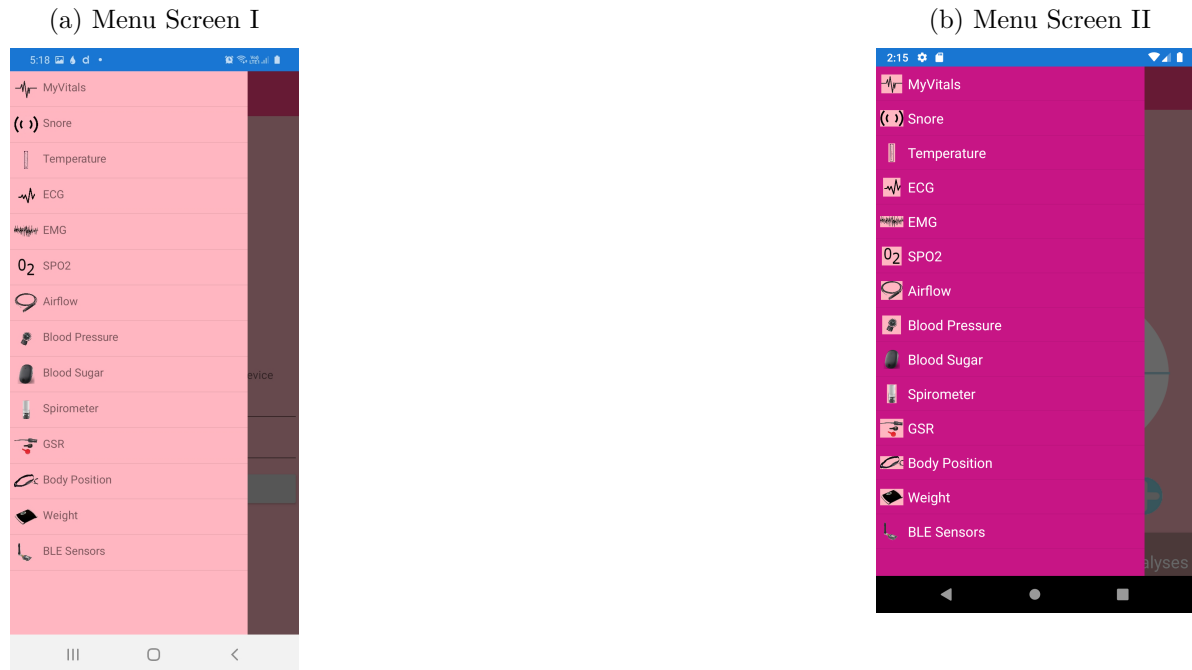 (a) Menu Screen I
5:18
MyVitals
Snore
Temperature
ECG
EMG
02 SPO2
Airflow
Blood Pressure
Blood Sugar
Spirometer
GSR
Body Position
Weight
BLE Sensors
evice
(b) Menu Screen II
2:15
MyVitals
Snore
Temperature
ECG
EMG
02 SPO2
Airflow
Blood Pressure
Blood Sugar
Spirometer
GSR
Body Position
Weight
BLE Sensors
alyses